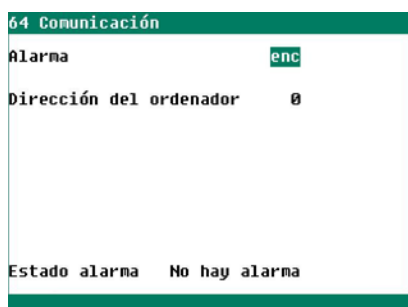 64 Comunicación
Alarma enc
Dirección del ordenador 0
Estado alarma No hay alarma